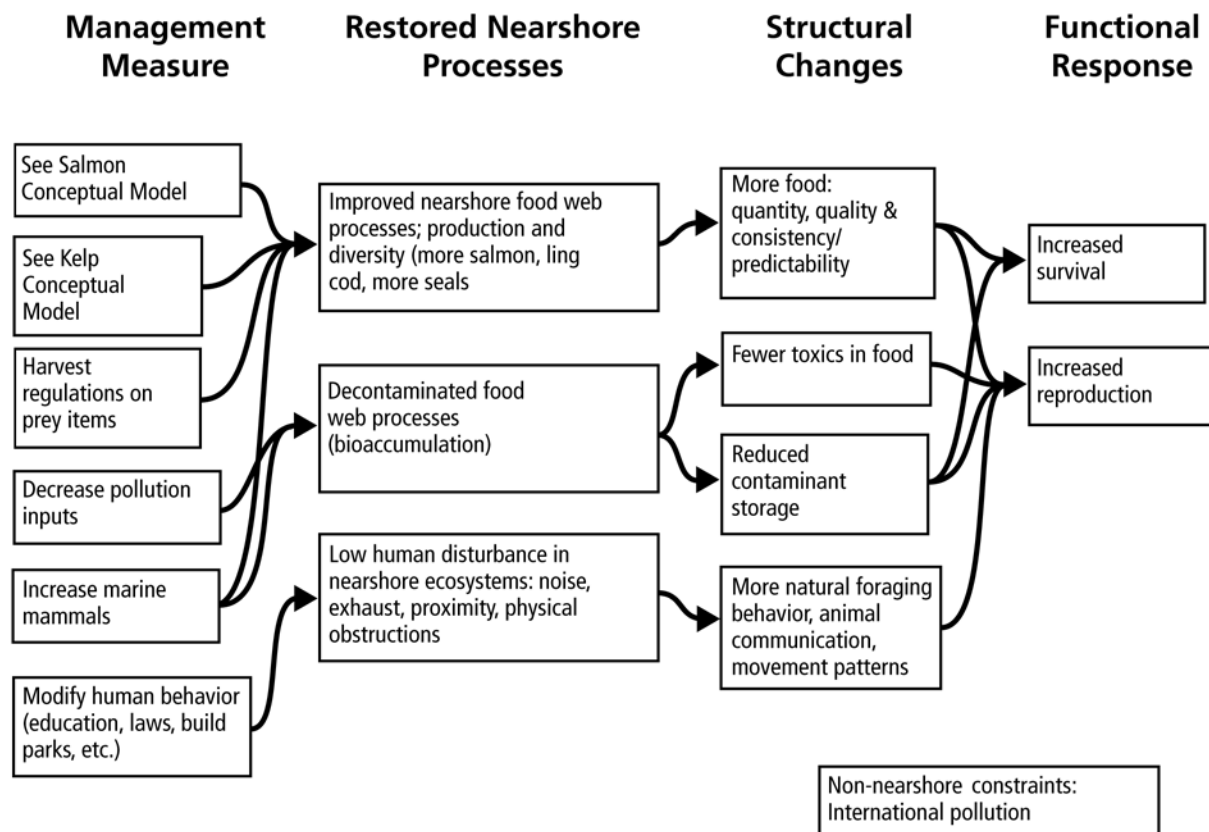 Management
Measure
Restored Nearshore
Processes
Structural
Changes
Functional
Response
See Salmon
Conceptual Model
See Kelp
Conceptual
Model
Harvest
regulations on
prey items
Decrease pollution
inputs
Increase marine
mammals
Modify human behavior
(education, laws, build
parks, etc.)
Improved nearshore food web
processes; production and
diversity (more salmon, ling
cod, more seals
Decontaminated food
web processes
(bioaccumulation)
Low human disturbance in
nearshore ecosystems: noise,
exhaust, proximity, physical
obstructions
More food:
quantity, quality &
consistency/
predictability
Fewer toxics in food
Reduced
contaminant
storage
More natural foraging
behavior, animal
communication,
movement patterns
Increased
survival
Increased
reproduction
Non-nearshore constraints:
International pollution